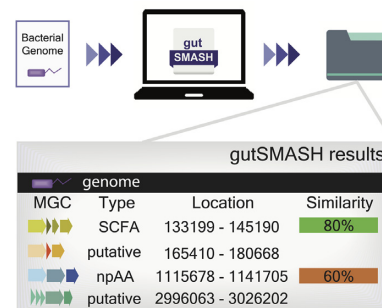 Bacterial
Genome
gut
SMASH
gutSMASH results
genome
MGC Type Location Similarity
SCFA 133199 - 145190 80%
putative 165410 - 180668
npAA 1115678 - 1141705 60%
putative 2996063 - 3026202